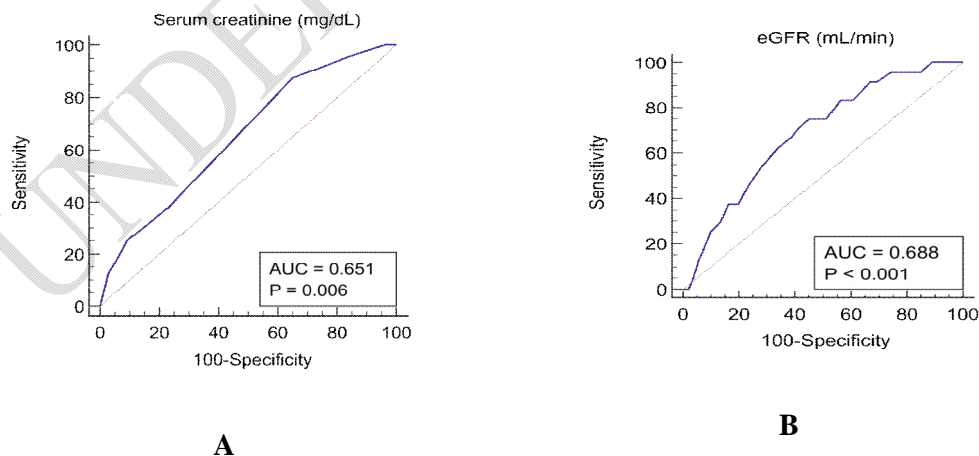 Serum creatinine (mg/dL)
100
80
60
40
20
0
Sensitivity
AUC = 0.651
P = 0.006
0 20 40 60 80 100
100-Specificity
A
eGFR (mL/min)
100
80
60
40
20
0
Sensitivity
AUC = 0.688
P < 0.001
0 20 40 60 80 100
100-Specificity
B
UNDE